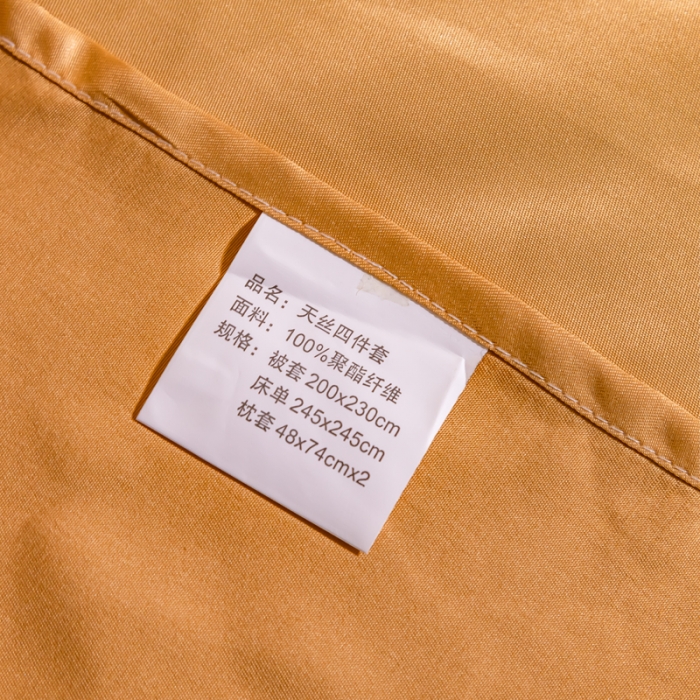 品名：天丝四件套
面料：100%聚酯纤维
规格：被套 200x230cm
床单 245x245cm
枕套 48x74cmx2